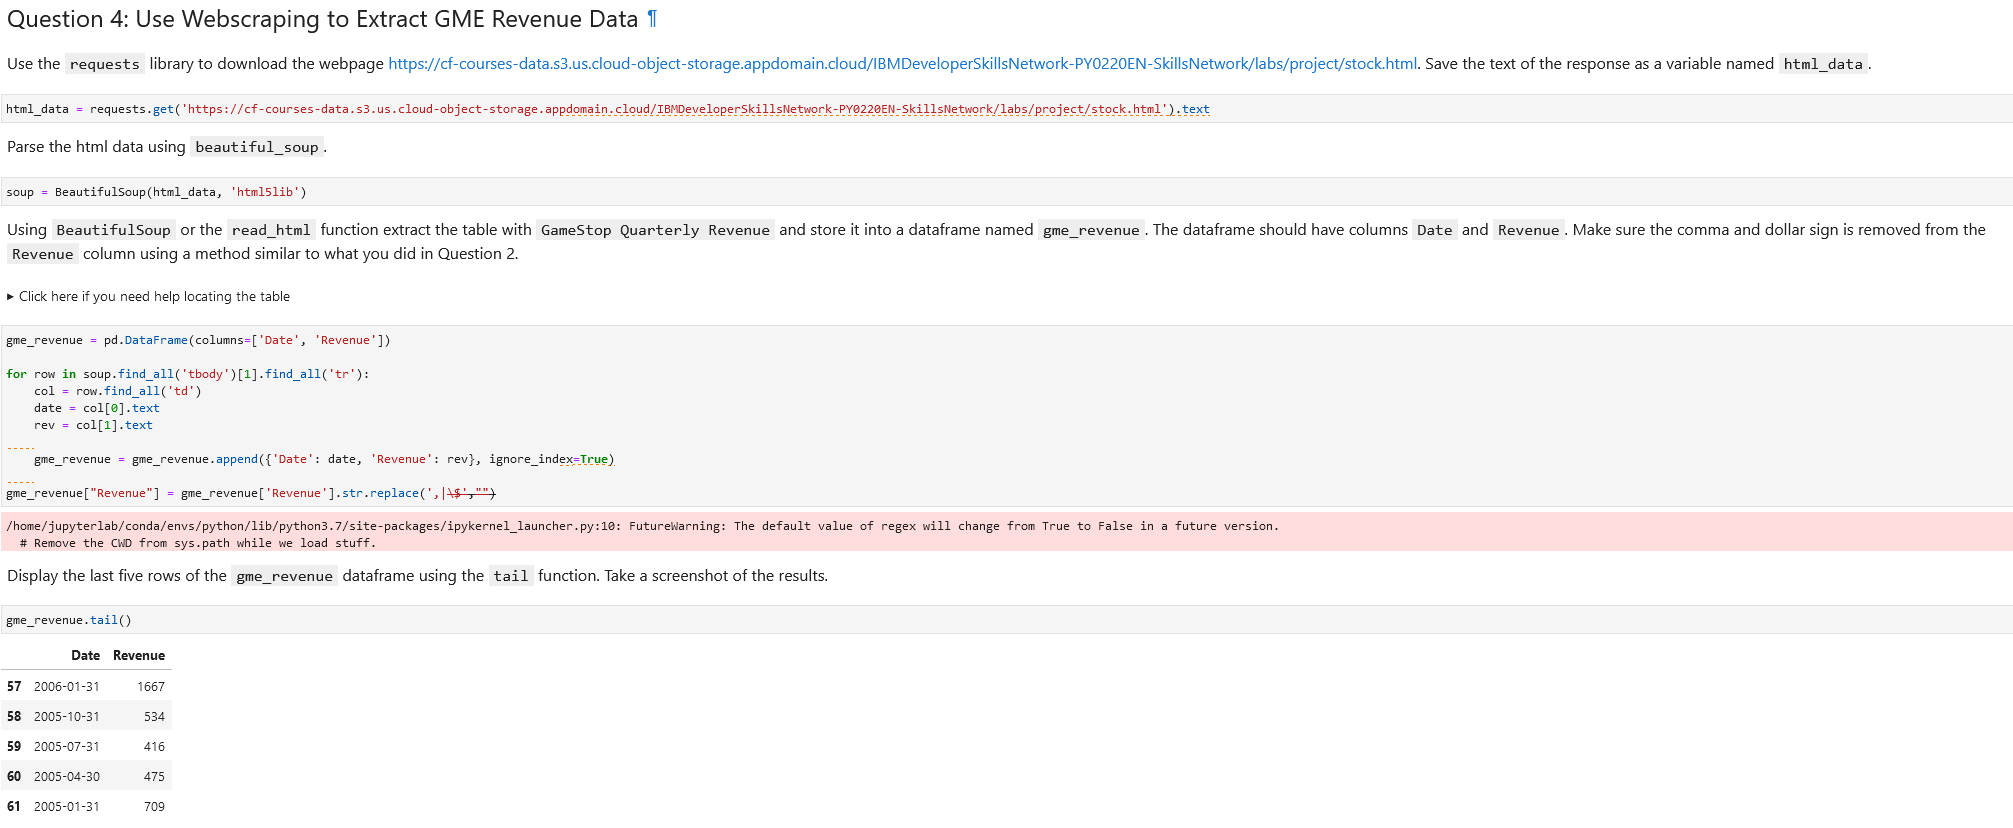 Question 4: Use Webscraping to Extract GME Revenue Data ¶
Use the requests library to download the webpage https://cf-courses-data.s3.us.cloud-object-storage.appdomain.cloud/IBMDeveloperSkillsNetwork-PY0220EN-SkillsNetwork/labs/project/stock.html. Save the text of the response as a variable named html_data.
html_data = requests.get('https://cf-courses-data.s3.us.cloud-object-storage.appdomain.cloud/IBMDeveloperSkillsNetwork-PY0220EN-SkillsNetwork/labs/project/stock.html').text
Parse the html data using beautiful_soup.
soup = BeautifulSoup(html_data, 'html5lib')
Using BeautifulSoup or the read_html function extract the table with GameStop Quarterly Revenue and store it into a dataframe named gme_revenue. The dataframe should have columns Date and Revenue. Make sure the comma and dollar sign is removed from the
Revenue column using a method similar to what you did in Question 2.
▸ Click here if you need help locating the table
gme_revenue = pd.DataFrame(columns=['Date', 'Revenue'])
for row in soup.find_all('tbody')[1].find_all('tr'):
    col = row.find_all('td')
    date = col[0].text
    rev = col[1].text
    gme_revenue = gme_revenue.append({'Date': date, 'Revenue': rev}, ignore_index=True)
gme_revenue["Revenue"] = gme_revenue['Revenue'].str.replace(',|\$',"")
/home/jupyterlab/conda/envs/python/lib/python3.7/site-packages/ipykernel_launcher.py:10: FutureWarning: The default value of regex will change from True to False in a future version.
  # Remove the CWD from sys.path while we load stuff.
Display the last five rows of the gme_revenue dataframe using the tail function. Take a screenshot of the results.
gme_revenue.tail()
Date Revenue
57 2006-01-31 1667
58 2005-10-31 534
59 2005-07-31 416
60 2005-04-30 475
61 2005-01-31 709